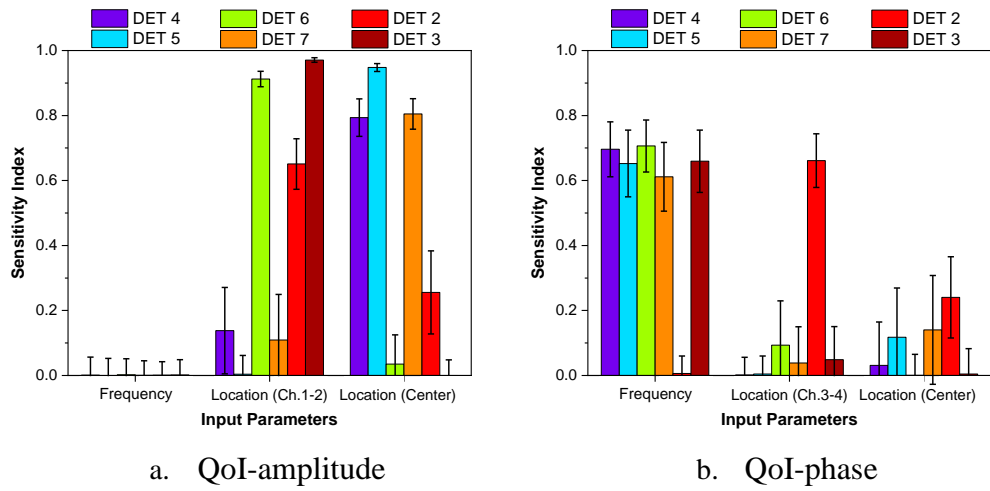 DET 4 DET 6 DET 2
DET 5 DET 7 DET 3
1.0
0.8
0.6
0.4
0.2
0.0
Sensitivity Index
Frequency Location (Ch.1-2) Location (Center)
Input Parameters
a. QoI-amplitude
DET 4 DET 6 DET 2
DET 5 DET 7 DET 3
1.0
0.8
0.6
0.4
0.2
0.0
Sensitivity Index
Frequency Location (Ch.3-4) Location (Center)
Input Parameters
b. QoI-phase